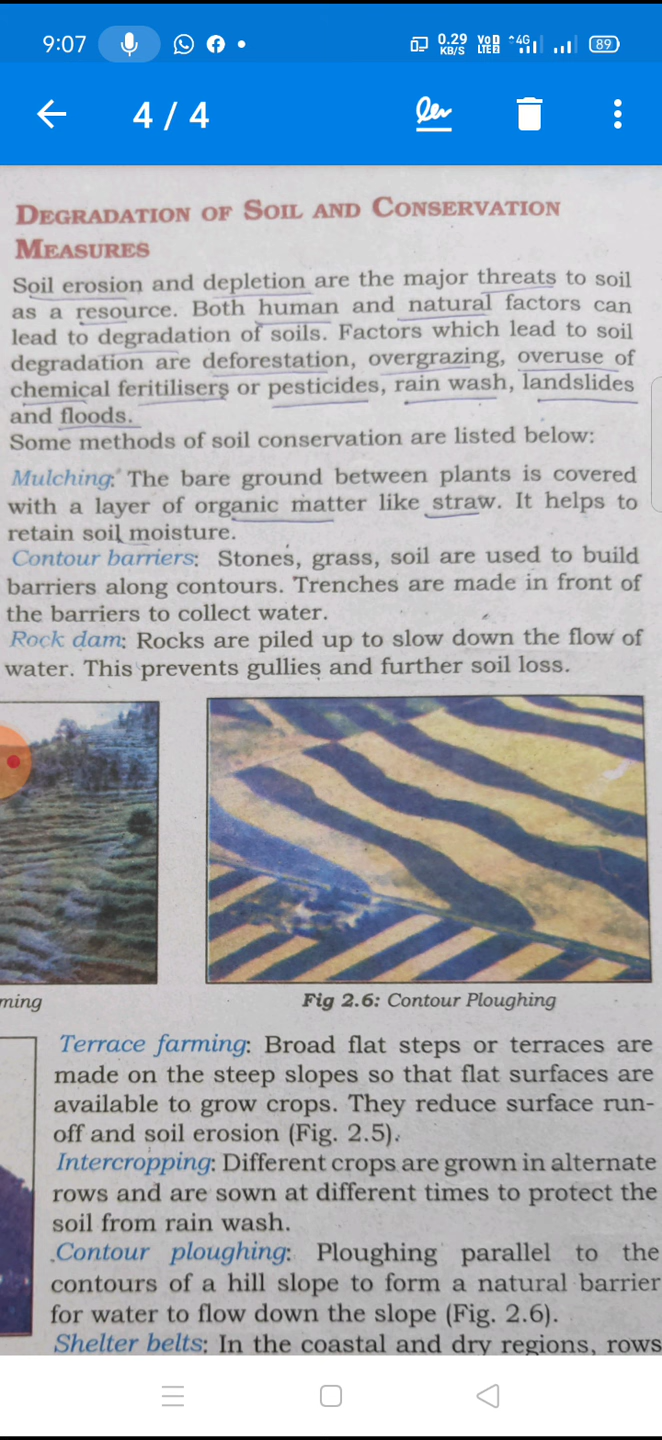 9:07
0.29 KB/S
Vo LTE 2
4G
89
4 / 4
DEGRADATION OF SOIL AND CONSERVATION
MEASURES
Soil erosion and depletion are the major threats to soil
as a resource. Both human and natural factors can
lead to degradation of soils. Factors which lead to soil
degradation are deforestation, overgrazing, overuse of
chemical feritilisers or pesticides, rain wash, landslides
and floods.
Some methods of soil conservation are listed below:
Mulching: The bare ground between plants is covered
with a layer of organic matter like straw. It helps to
retain soil moisture.
Contour barriers: Stones, grass, soil are used to build
barriers along contours. Trenches are made in front of
the barriers to collect water.
Rock dam: Rocks are piled up to slow down the flow of
water. This prevents gullies and further soil loss.
ming
Fig 2.6: Contour Ploughing
Terrace farming: Broad flat steps or terraces are
made on the steep slopes so that flat surfaces are
available to grow crops. They reduce surface run-
off and soil erosion (Fig. 2.5).
Intercropping: Different crops are grown in alternate
rows and are sown at different times to protect the
soil from rain wash.
Contour ploughing: Ploughing parallel to the
contours of a hill slope to form a natural barrier
for water to flow down the slope (Fig. 2.6).
Shelter belts: In the coastal and dry regions, rows